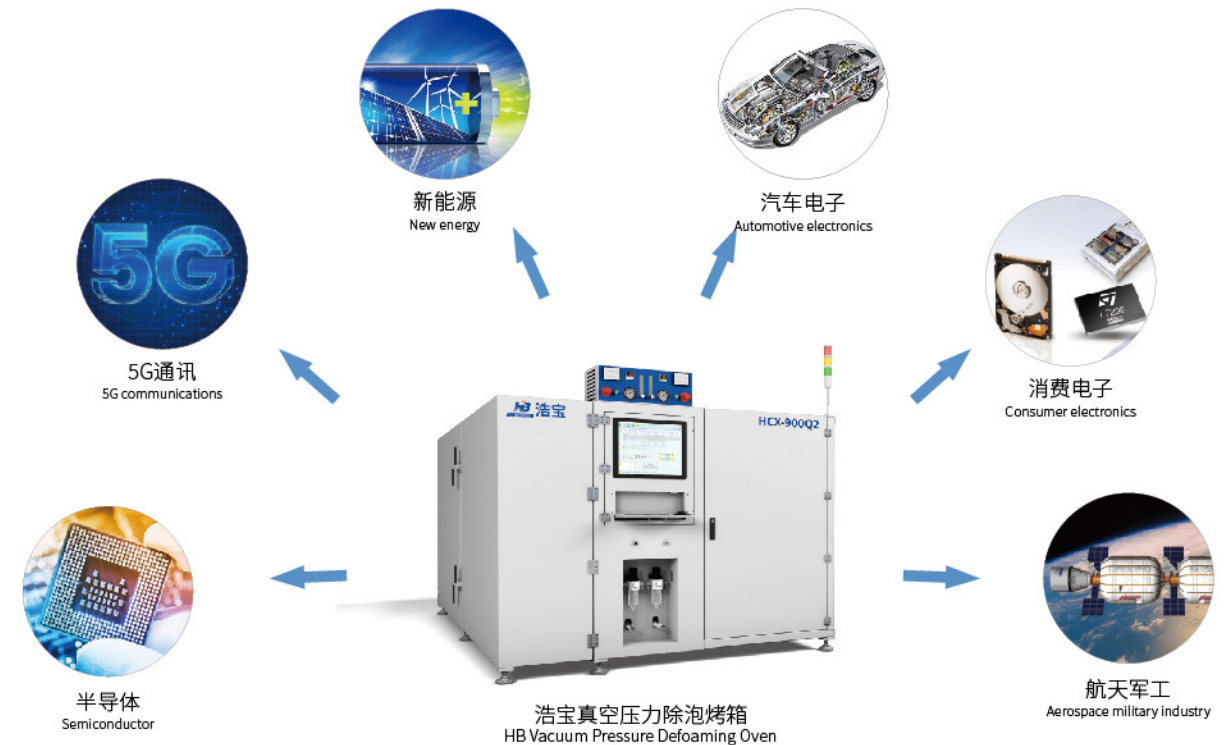 新能源
New energy
汽车电子
Automotive electronics
5G
5G通讯
5G communications
消费电子
Consumer electronics
HB 浩宝
HCX-900Q2
半导体
Semiconductor
航天军工
Aerospace military industry
浩宝真空压力除泡烤箱
HB Vacuum Pressure Defoaming Oven